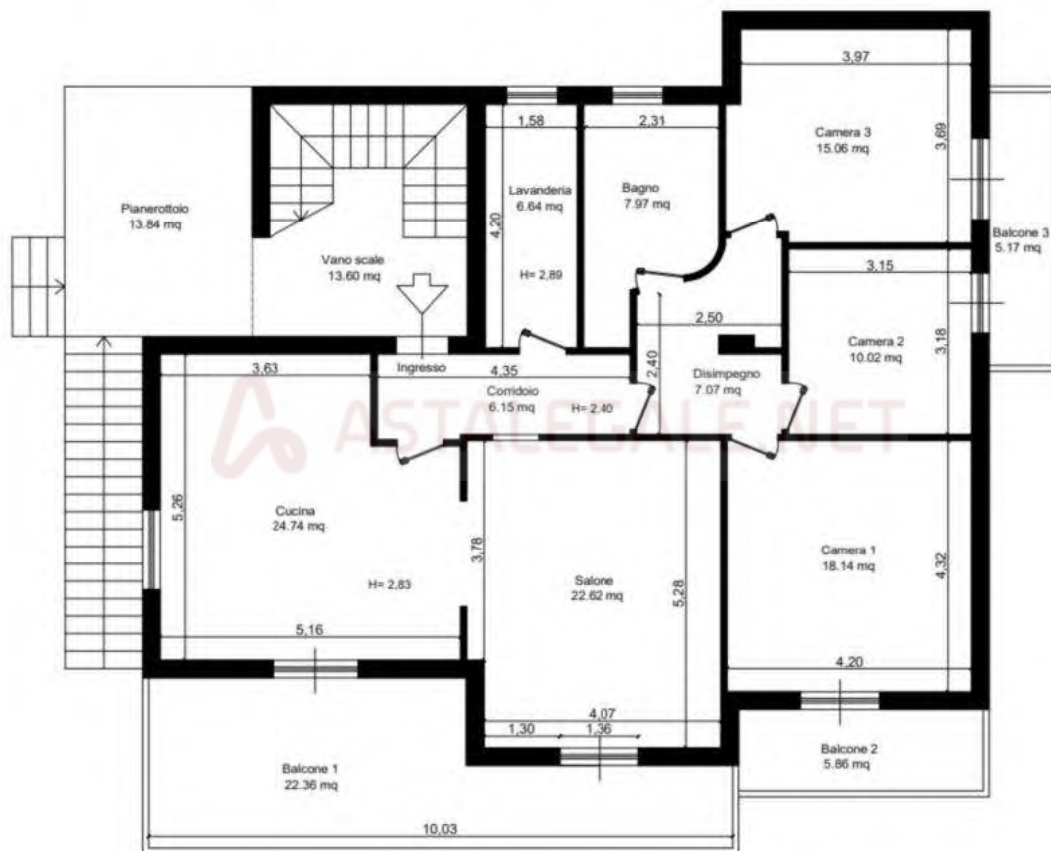 3,97
Camera 3
15.06 mq
3,69
1,58
2,31
Lavanderia
6.64 mq
4,20
H= 2,89
Bagno
7.97 mq
Pianerottolo
13.84 mq
Vano scale
13.60 mq
Balcone 3
5.17 mq
3,15
Camera 2
10.02 mq
3,18
2,50
2,40
Disimpegno
7.07 mq
3,63
Ingresso
4,35
Corridoio
6.15 mq
H= 2,40
ASTALEGALE.NET
5,26
Cucina
24.74 mq
H= 2,83
3,78
5,16
Salone
22.62 mq
5,28
Camera 1
18.14 mq
4,32
4,20
4,07
1,30
1,36
Balcone 1
22.36 mq
Balcone 2
5.86 mq
10,03